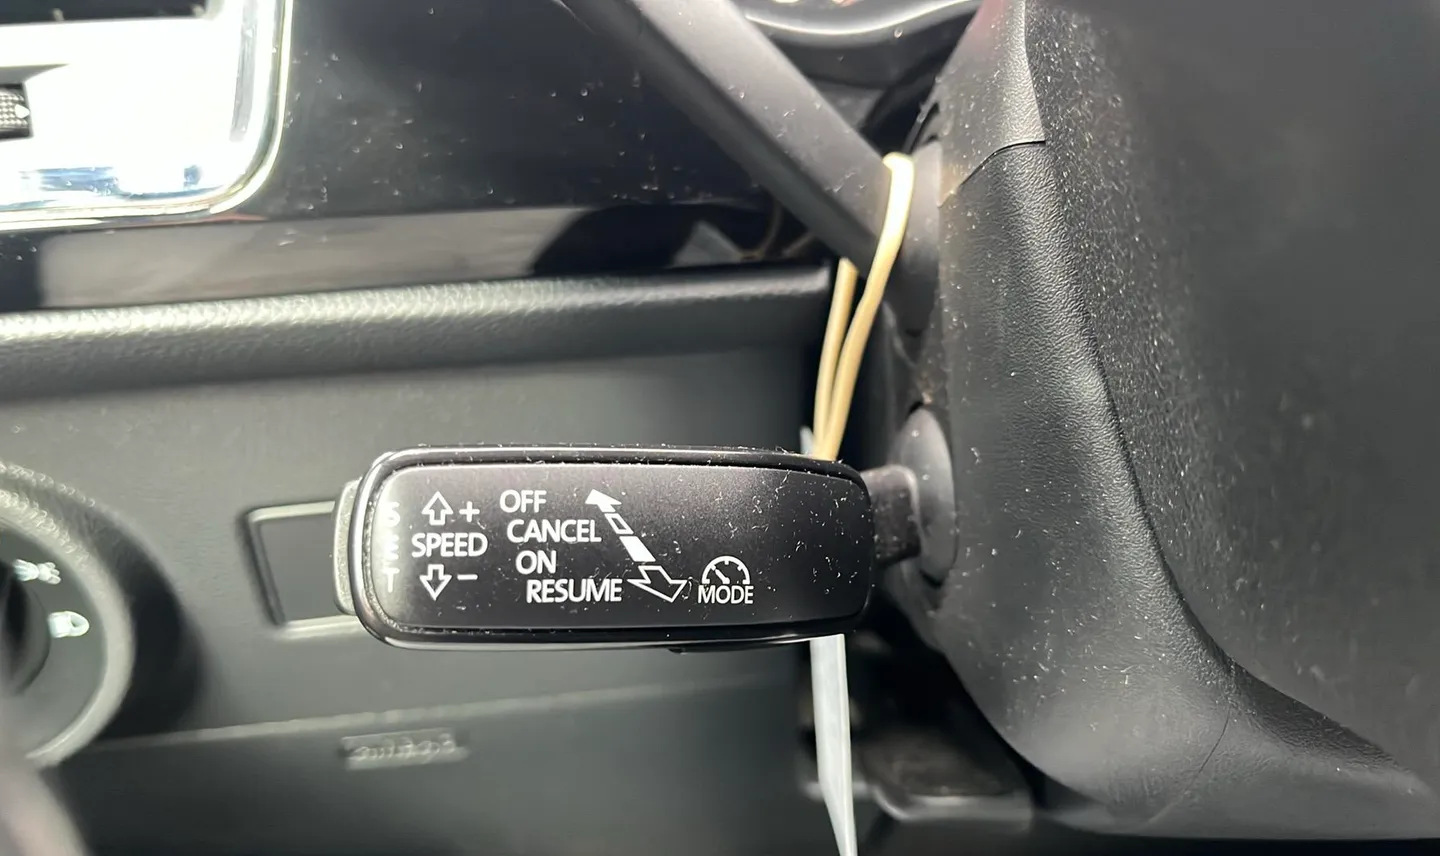 SET
+
SPEED
−
OFF
CANCEL
ON
RESUME
MODE